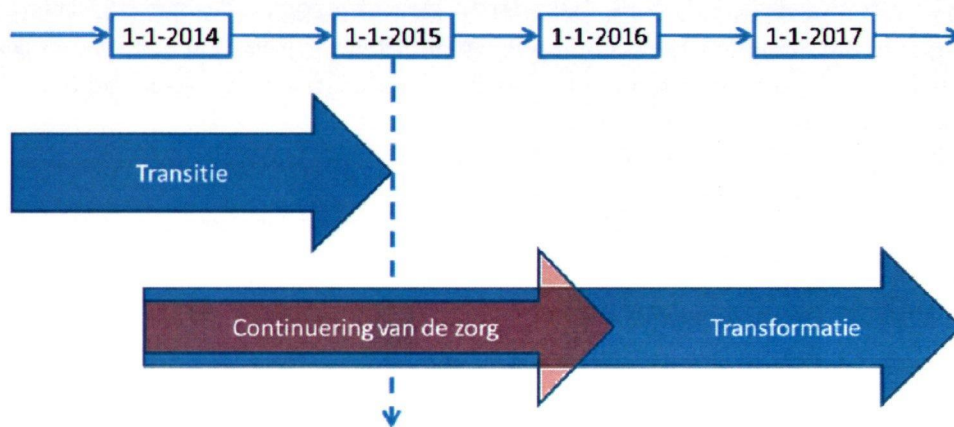 1-1-2014
1-1-2015
1-1-2016
1-1-2017
Transitie
Continuering van de zorg
Transformatie